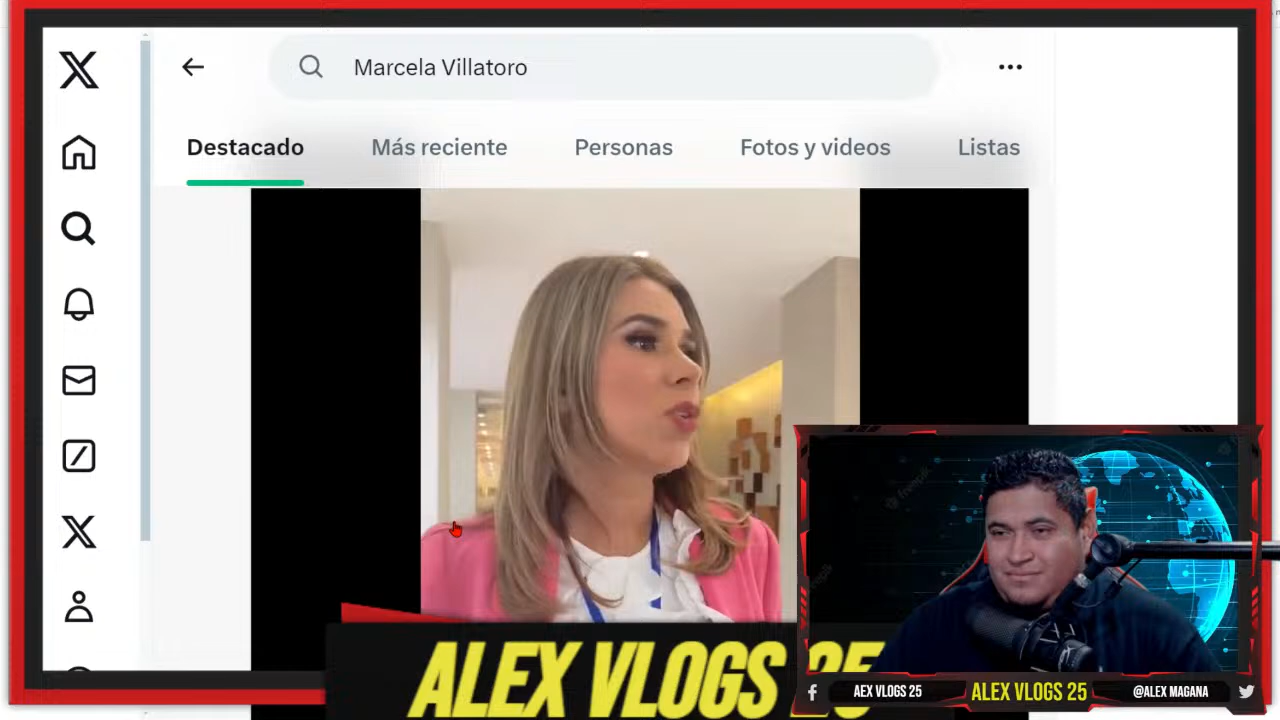 Marcela Villatoro
Destacado
Más reciente
Personas
Fotos y videos
Listas
ALEX VLOGS 25
AEX VLOGS 25
ALEX VLOGS 25
@ALEX MAGANA